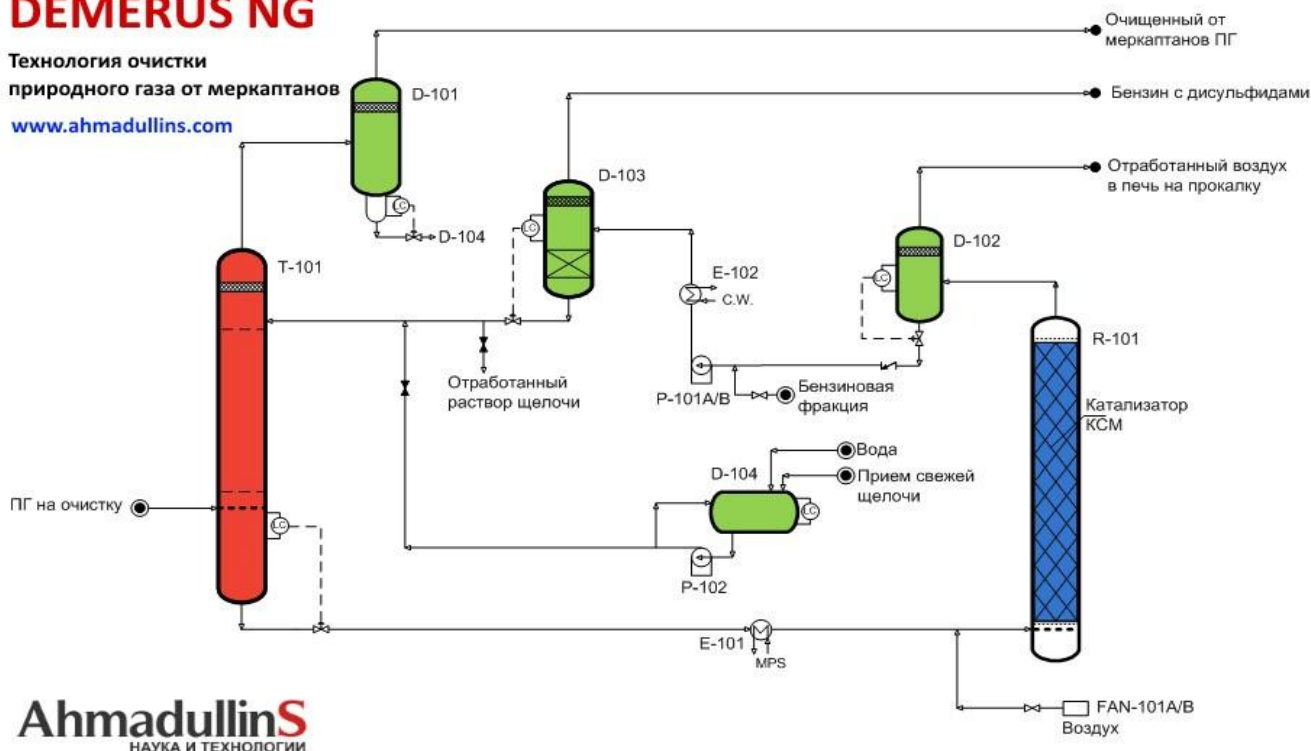 DEMERUS NG
Технология очистки
природного газа от меркаптанов
www.ahmadullins.com
Очищенный от
меркаптанов ПГ
D-101
Бензин с дисульфидами
D-103
Отработанный воздух
в печь на прокалку
LC
D-104
LC
D-102
T-101
E-102
C.W.
LC
R-101
Отработанный
раствор щелочи
P-101A/B
Бензиновая
фракция
Катализатор
КСМ
Вода
D-104
Прием свежей
щелочи
ПГ на очистку
LC
LC
P-102
E-101
MPS
FAN-101A/B
Воздух
AhmadullinS
НАУКА И ТЕХНОЛОГИИ